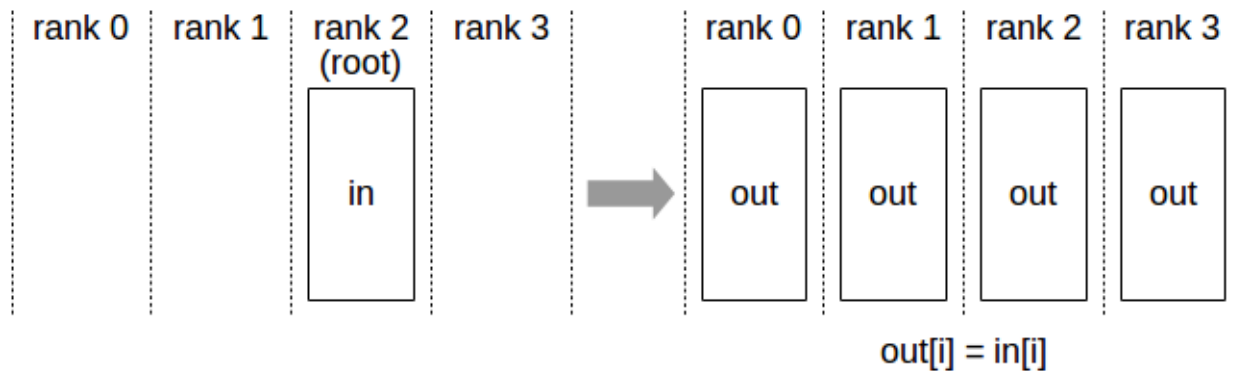 rank 0 rank 1 rank 2 rank 3 rank 0 rank 1 rank 2 rank 3
(root)
in out out out out
out[i] = in[i]